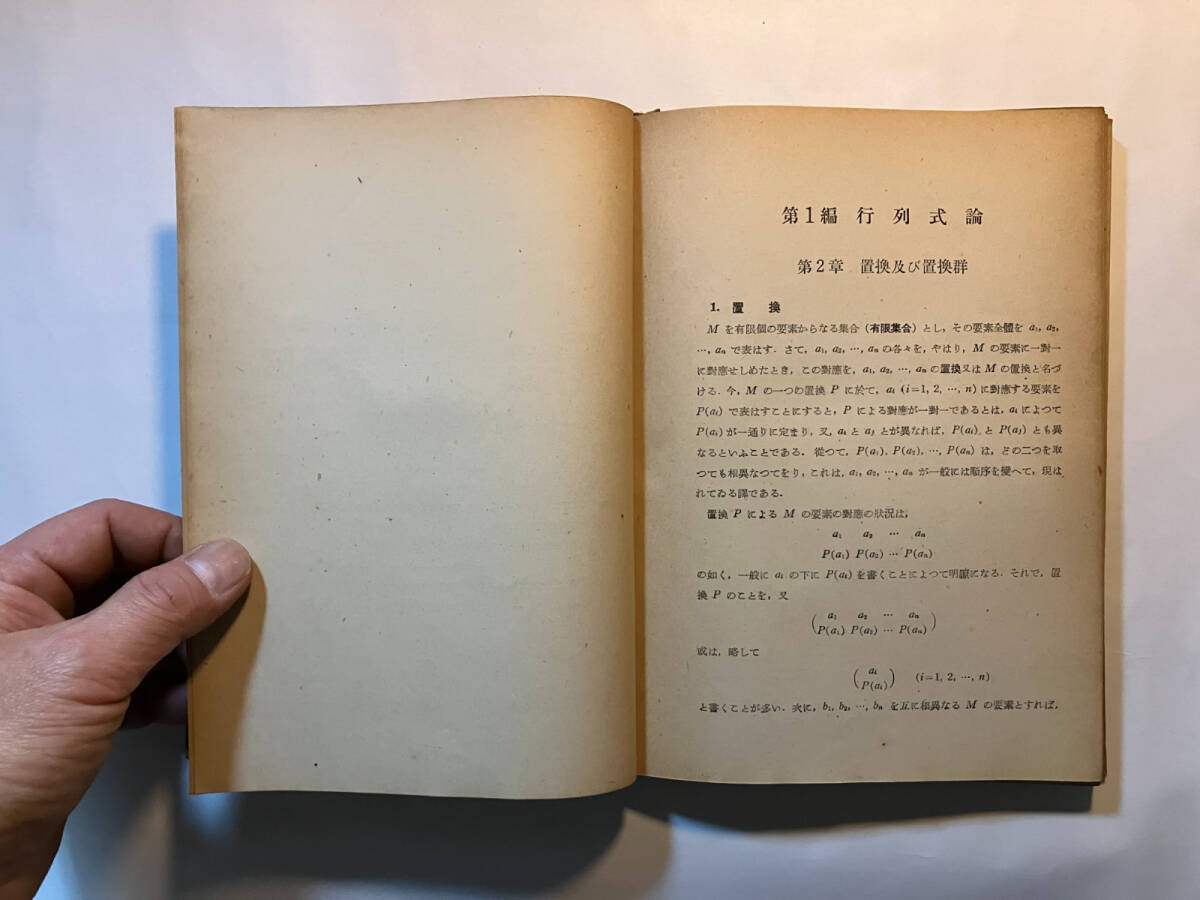 第1編 行列式論
第2章 置換及び置換群
1. 置換
M を有限個の要素からなる集合 (有限集合) とし, その要素全體を a₁, a₂,
…, aₙ で表はす. さて, a₁, a₂, …, aₙ の各々を, やはり, M の要素に一對一
に對應せしめたとき, この對應を, a₁, a₂, …, aₙ の置換又は M の置換と名づ
ける. 今, M の一つの置換 P に於て, aᵢ (i=1, 2, …, n) に對應する要素を
P(aᵢ) で表はすことにすると, P による對應が一對一であるとは, aᵢ によつて
P(aᵢ) が一通りに定まり, 又, aᵢ と aⱼ とが異なれば, P(aᵢ) と P(aⱼ) とも異
なるといふことである. 從つて, P(a₁), P(a₂), …, P(aₙ) は, どの二つを取
つても相異なつてをり, これは, a₁, a₂, …, aₙ が一般には順序を變へて, 現は
れてゐる譯である.
置換 P による M の要素の對應の狀況は,
a₁ a₂ … aₙ
P(a₁) P(a₂) … P(aₙ)
の如く, 一般に aᵢ の下に P(aᵢ) を書くことによつて明瞭になる. それで, 置
換 P のことを, 又
( a₁ a₂ … aₙ
P(a₁) P(a₂) … P(aₙ) )
或は, 略して
( aᵢ
P(aᵢ) ) (i=1, 2, …, n)
と書くことが多い. 次に, b₁, b₂, …, bₙ を互に相異なる M の要素とすれば,